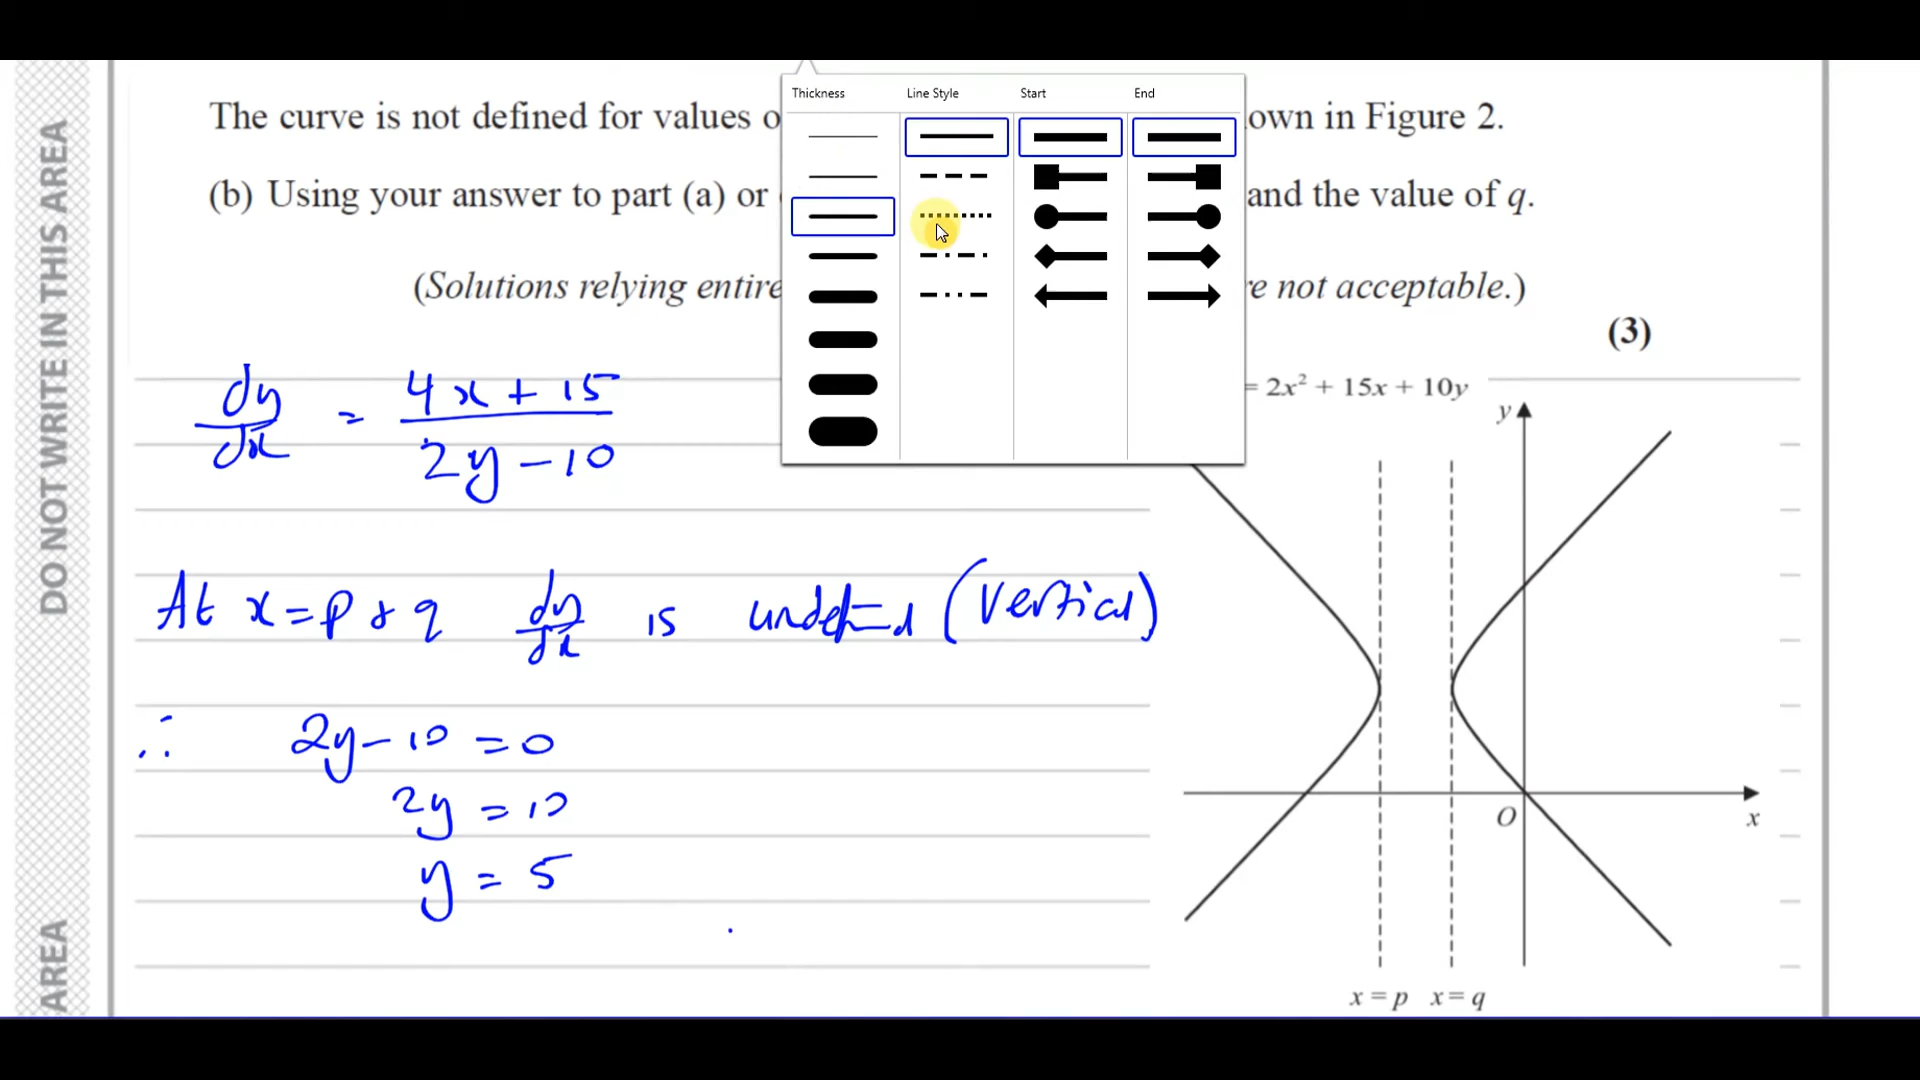 Thickness Line Style Start End
The curve is not defined for values o own in Figure 2.
(b) Using your answer to part (a) or and the value of q.
(Solutions relying entire e not acceptable.)
(3)
= 2x² + 15x + 10y
dy/dx = (4x + 15)/(2y - 10)
At x = p & q dy/dx is undefined (Vertical)
∴ 2y - 10 = 0
2y = 10
y = 5
y
O
x
x = p x = q
DO NOT WRITE IN THIS AREA
AREA